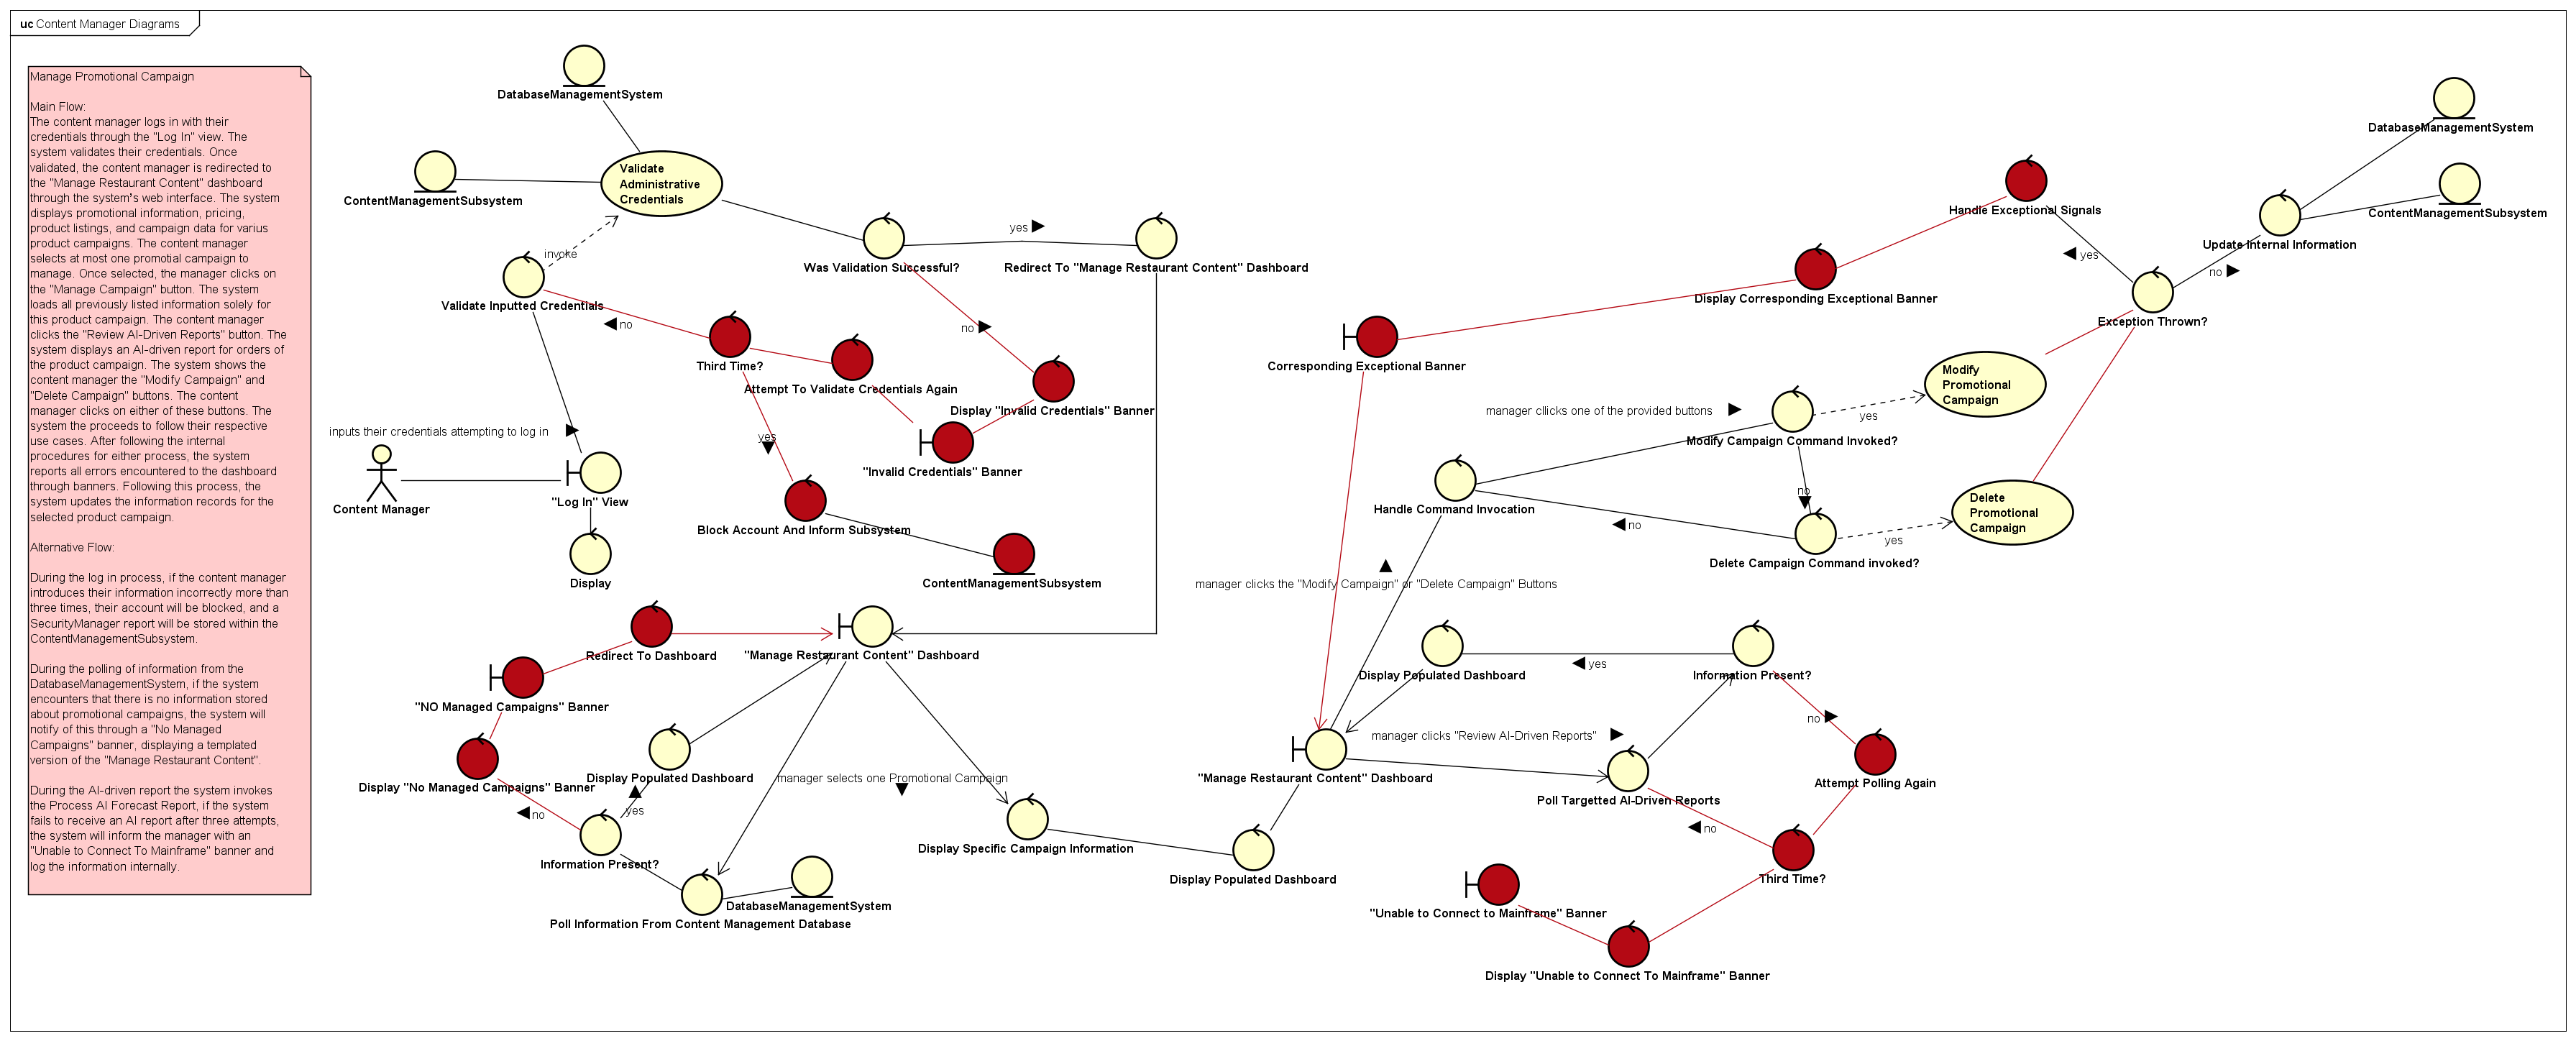 uc Content Manager Diagrams
Manage Promotional Campaign
Main Flow:
The content manager logs in with their
credentials through the "Log In" view. The
system validates their credentials. Once
validated, the content manager is redirected to
the "Manage Restaurant Content" dashboard
through the system's web interface. The system
displays promotional information, pricing,
product listings, and campaign data for varius
product campaigns. The content manager
selects at most one promotial campaign to
manage. Once selected, the manager clicks on
the "Manage Campaign" button. The system
loads all previously listed information solely for
this product campaign. The content manager
clicks the "Review AI-Driven Reports" button. The
system displays an AI-driven report for orders of
the product campaign. The system shows the
content manager the "Modify Campaign" and
"Delete Campaign" buttons. The content
manager clicks on either of these buttons. The
system the proceeds to follow their respective
use cases. After following the internal
procedures for either process, the system
reports all errors encountered to the dashboard
through banners. Following this process, the
system updates the information records for the
selected product campaign.
Alternative Flow:
During the log in process, if the content manager
introduces their information incorrectly more than
three times, their account will be blocked, and a
SecurityManager report will be stored within the
ContentManagementSubsystem.
During the polling of information from the
DatabaseManagementSystem, if the system
encounters that there is no information stored
about promotional campaigns, the system will
notify of this through a "No Managed
Campaigns" banner, displaying a templated
version of the "Manage Restaurant Content".
During the AI-driven report the system invokes
the Process AI Forecast Report, if the system
fails to receive an AI report after three attempts,
the system will inform the manager with an
"Unable to Connect To Mainframe" banner and
log the information internally.
DatabaseManagementSystem
ContentManagementSubsystem
Validate
Administrative
Credentials
invoke
Validate Inputted Credentials
Was Validation Successful?
yes
Redirect To "Manage Restaurant Content" Dashboard
no
Third Time?
no
Attempt To Validate Credentials Again
Display "Invalid Credentials" Banner
"Invalid Credentials" Banner
yes
inputs their credentials attempting to log in
Content Manager
"Log In" View
Display
Block Account And Inform Subsystem
ContentManagementSubsystem
Redirect To Dashboard
"Manage Restaurant Content" Dashboard
"NO Managed Campaigns" Banner
Display "No Managed Campaigns" Banner
Display Populated Dashboard
manager selects one Promotional Campaign
no
yes
Information Present?
Poll Information From Content Management Database
DatabaseManagementSystem
Display Specific Campaign Information
Display Populated Dashboard
DatabaseManagementSystem
ContentManagementSubsystem
Handle Exceptional Signals
Update Internal Information
yes
no
Display Corresponding Exceptional Banner
Exception Thrown?
Corresponding Exceptional Banner
Modify
Promotional
Campaign
manager cllicks one of the provided buttons
yes
Modify Campaign Command Invoked?
no
Handle Command Invocation
no
Delete
Promotional
Campaign
yes
Delete Campaign Command invoked?
manager clicks the "Modify Campaign" or "Delete Campaign" Buttons
Display Populated Dashboard
yes
Information Present?
no
manager clicks "Review AI-Driven Reports"
"Manage Restaurant Content" Dashboard
Poll Targetted AI-Driven Reports
Attempt Polling Again
no
Third Time?
"Unable to Connect to Mainframe" Banner
Display "Unable to Connect To Mainframe" Banner